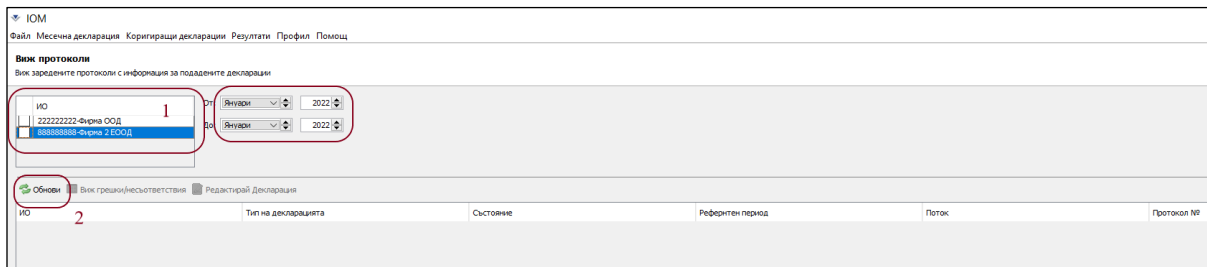 IOM
Файл Месечна декларация Коригиращи декларации Резултати Профил Помощ
Виж протоколи
Виж заредените протоколи с информация за подадените декларации
ИО
1
222222222-Фирма ООД
888888888-Фирма 2 ЕООД
От Януари 2022
До Януари 2022
Обнови Виж грешки/несъответствия Редактирай Декларация
2
ИО Тип на декларацията Състояние Рефернтен период Поток Протокол №